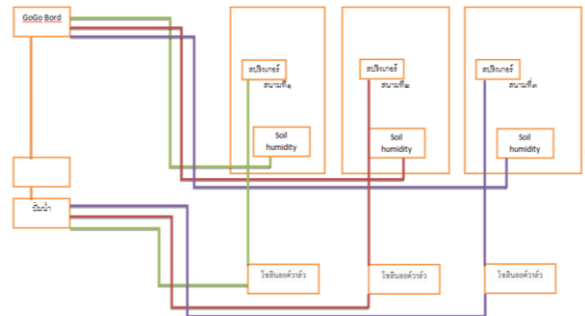 GoGo Bord
สปริงเกอร์
สนามที่๑
Soil
humidity
สปริงเกอร์
สนามที่๒
Soil
humidity
สปริงเกอร์
สนามที่๓
Soil
humidity
ปั๊มน้ำ
โซลินอยด์วาล์ว
โซลินอยด์วาล์ว
โซลินอยด์วาล์ว